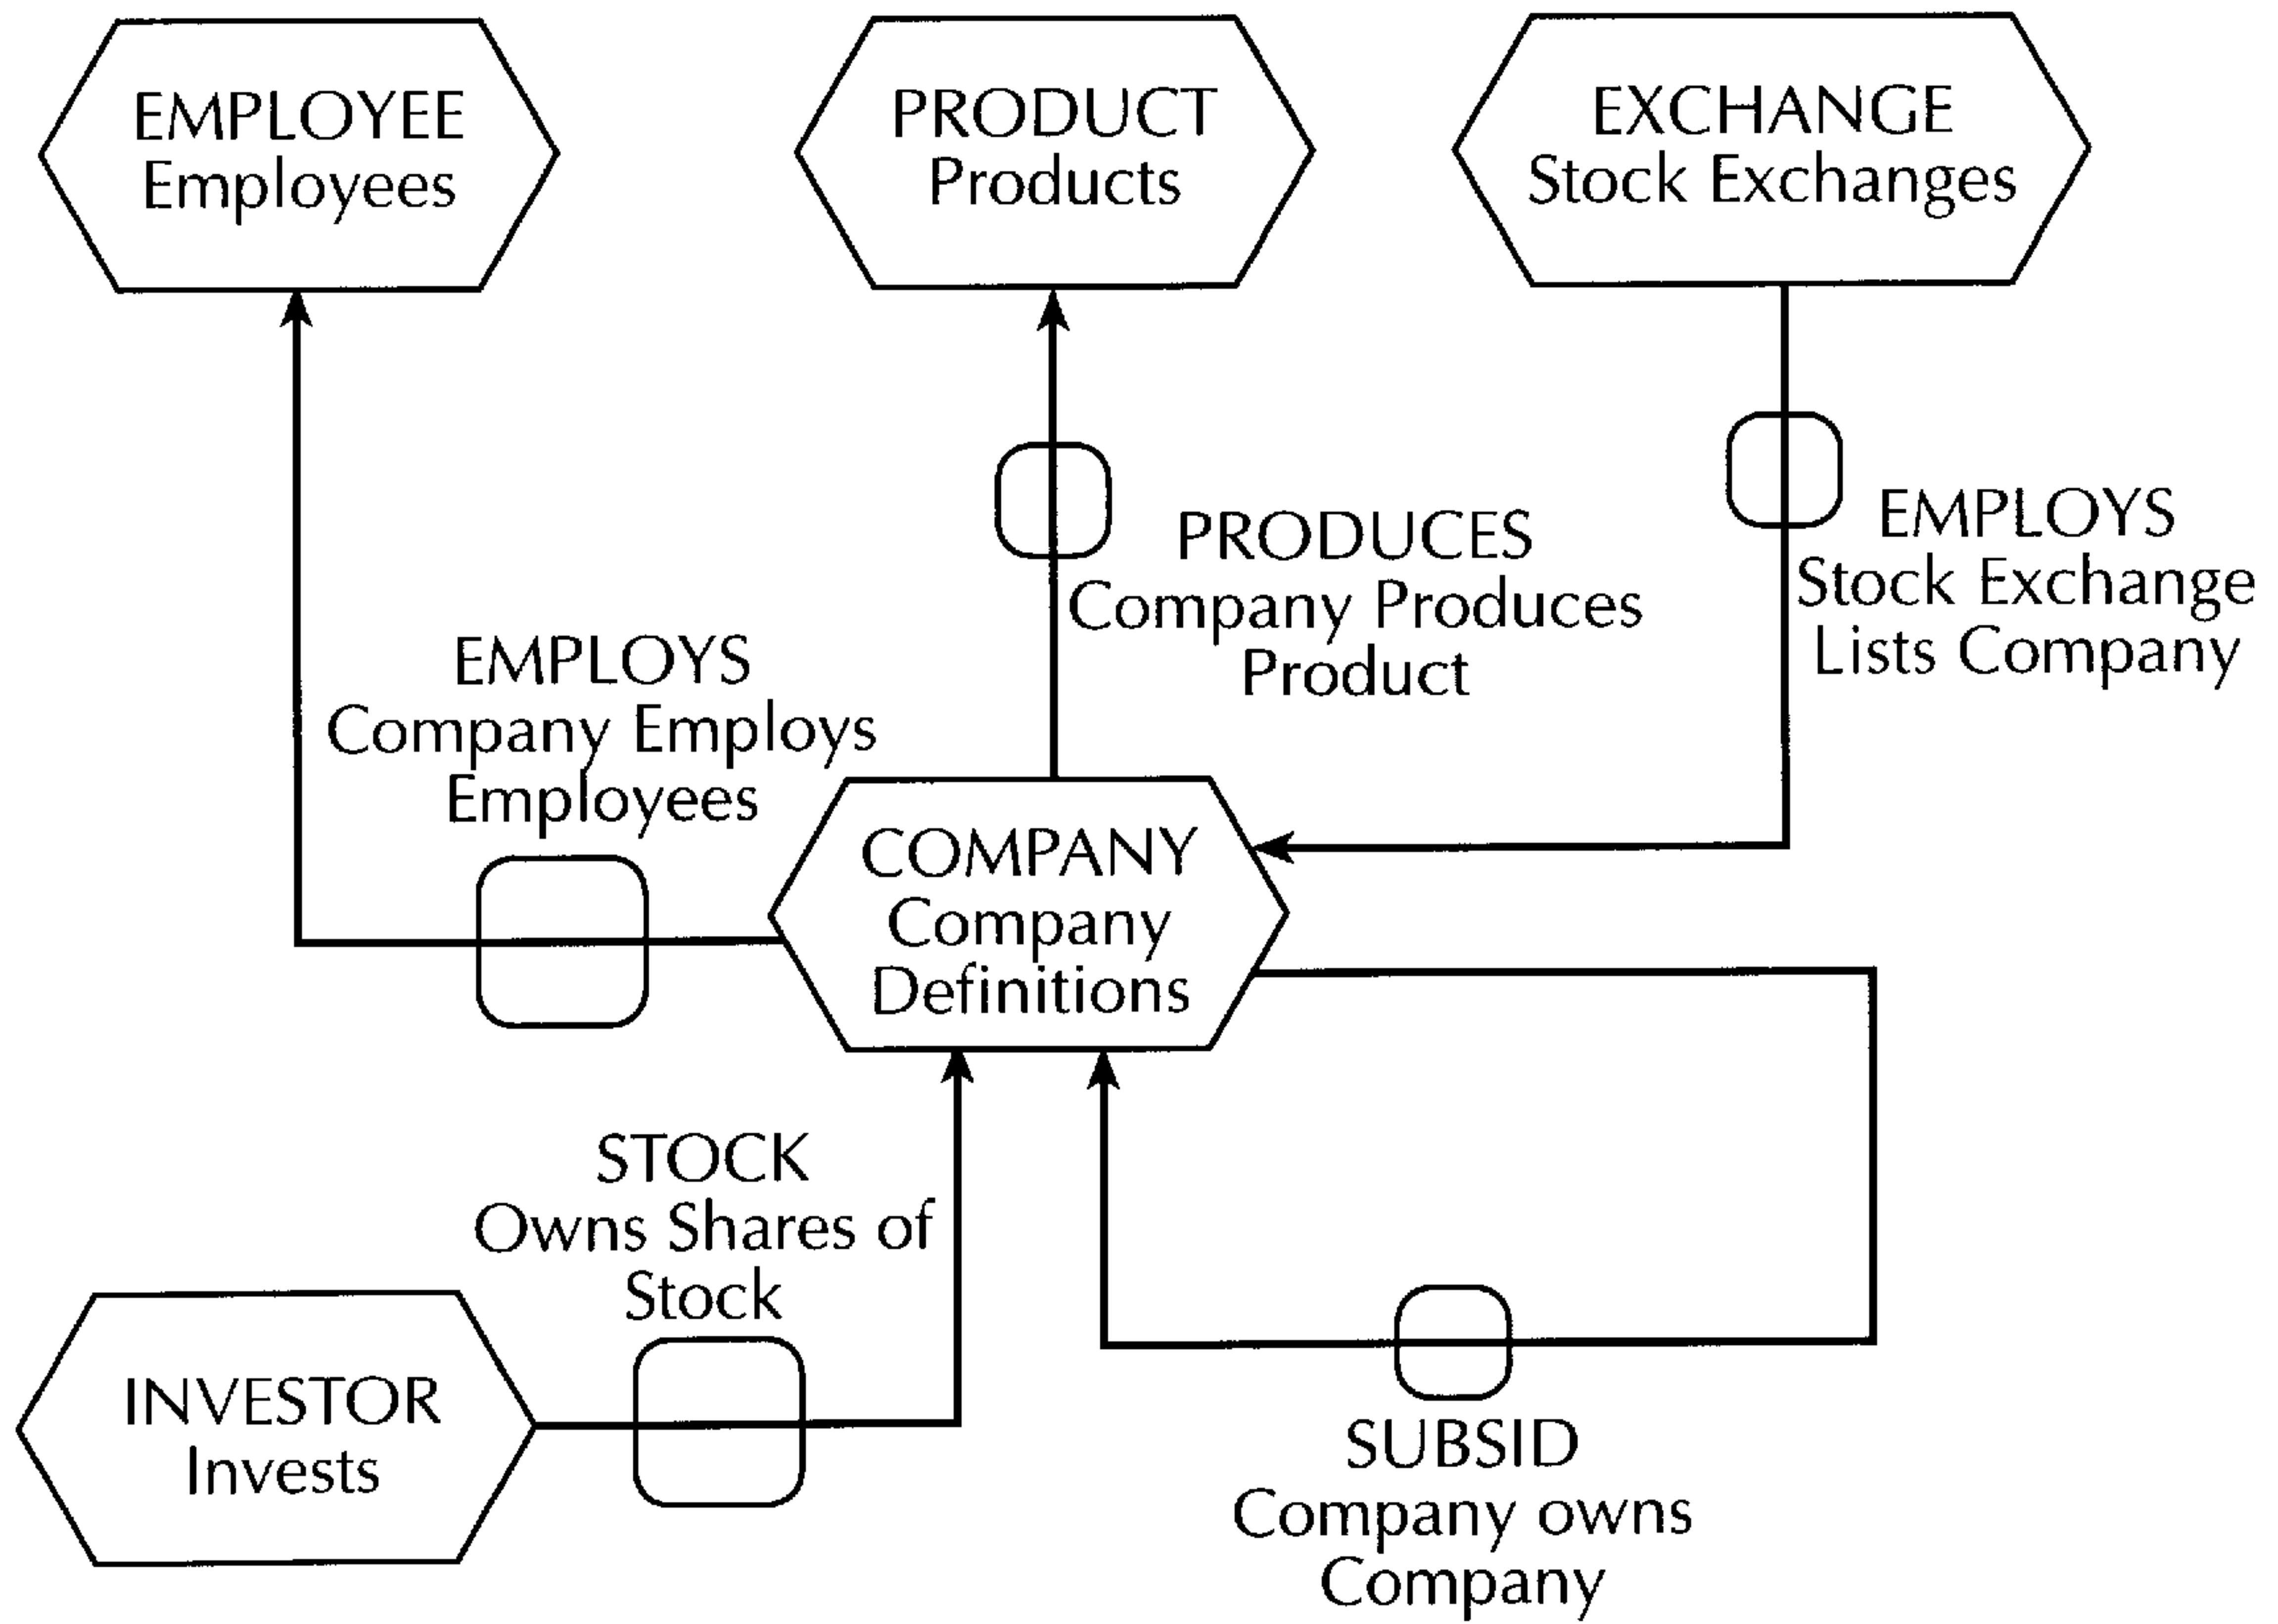 EMPLOYEE
Employees
PRODUCT
Products
EXCHANGE
Stock Exchanges
PRODUCES
Company Produces
Product
EMPLOYS
Stock Exchange
Lists Company
EMPLOYS
Company Employs
Employees
COMPANY
Company
Definitions
STOCK
Owns Shares of
Stock
INVESTOR
Invests
SUBSID
Company owns
Company